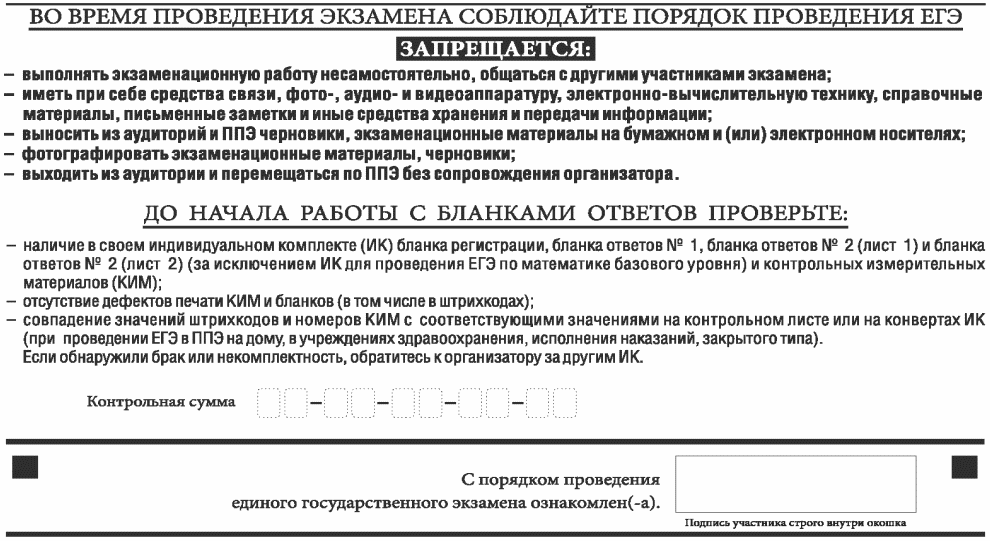 ВО ВРЕМЯ ПРОВЕДЕНИЯ ЭКЗАМЕНА СОБЛЮДАЙТЕ ПОРЯДОК ПРОВЕДЕНИЯ ЕГЭ
ЗАПРЕЩАЕТСЯ:
– выполнять экзаменационную работу несамостоятельно, общаться с другими участниками экзамена;
– иметь при себе средства связи, фото-, аудио- и видеоаппаратуру, электронно-вычислительную технику, справочные
материалы, письменные заметки и иные средства хранения и передачи информации;
– выносить из аудиторий и ППЭ черновики, экзаменационные материалы на бумажном и (или) электронном носителях;
– фотографировать экзаменационные материалы, черновики;
– выходить из аудитории и перемещаться по ППЭ без сопровождения организатора.
ДО НАЧАЛА РАБОТЫ С БЛАНКАМИ ОТВЕТОВ ПРОВЕРЬТЕ:
– наличие в своем индивидуальном комплекте (ИК) бланка регистрации, бланка ответов № 1, бланка ответов № 2 (лист 1) и бланка
ответов № 2 (лист 2) (за исключением ИК для проведения ЕГЭ по математике базового уровня) и контрольных измерительных
материалов (КИМ);
– отсутствие дефектов печати КИМ и бланков (в том числе в штрихкодах);
– совпадение значений штрихкодов и номеров КИМ с соответствующими значениями на контрольном листе или на конвертах ИК
(при проведении ЕГЭ в ППЭ на дому, в учреждениях здравоохранения, исполнения наказаний, закрытого типа).
Если обнаружили брак или некомплектность, обратитесь к организатору за другим ИК.
Контрольная сумма – – – –
С порядком проведения
единого государственного экзамена ознакомлен(-а).
Подпись участника строго внутри окошка